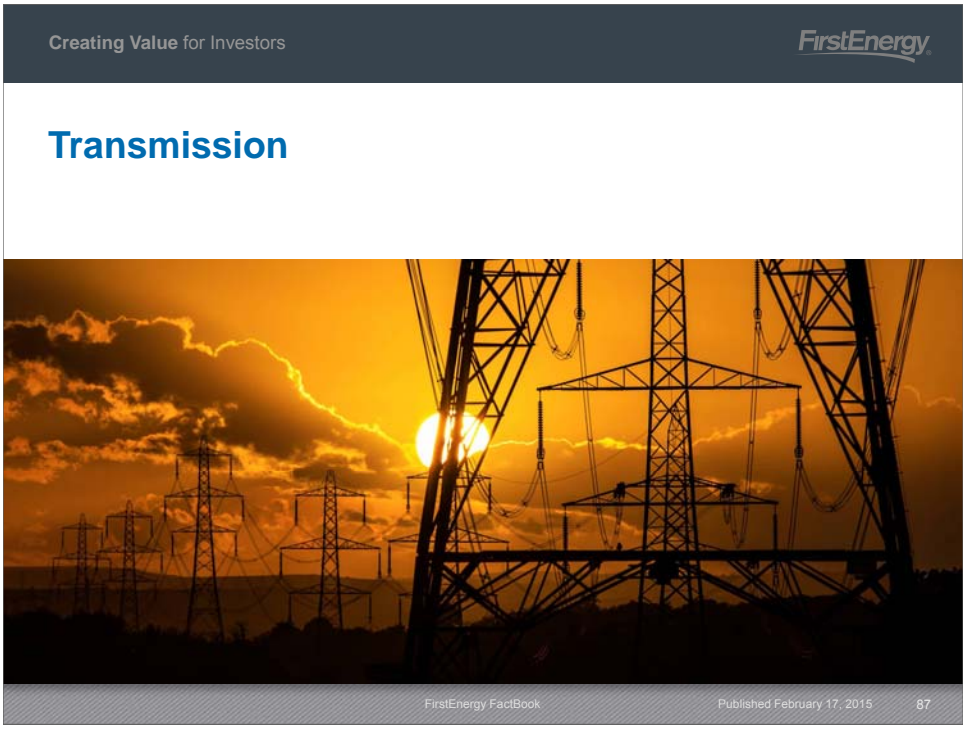 Creating Value for Investors
FirstEnergy®
Transmission
FirstEnergy FactBook
Published February 17, 2015
87